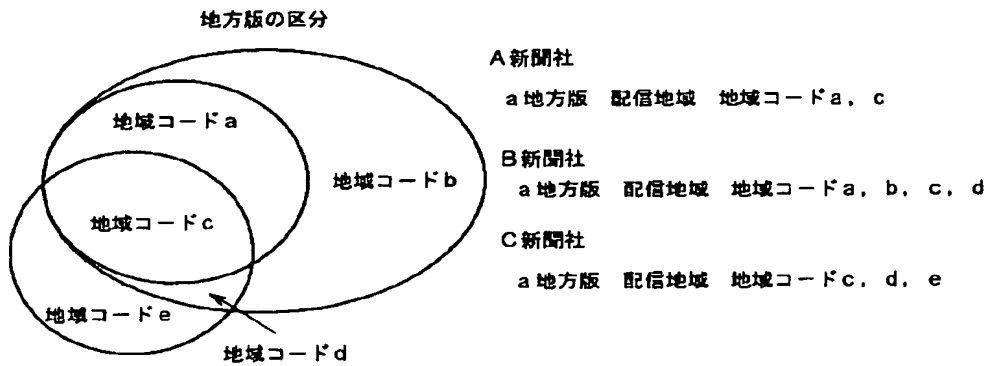 地方版の区分
地域コードa
地域コードb
地域コードc
地域コードe
地域コードd
A新聞社
a地方版 配信地域 地域コードa, c
B新聞社
a地方版 配信地域 地域コードa, b, c, d
C新聞社
a地方版 配信地域 地域コードc, d, e